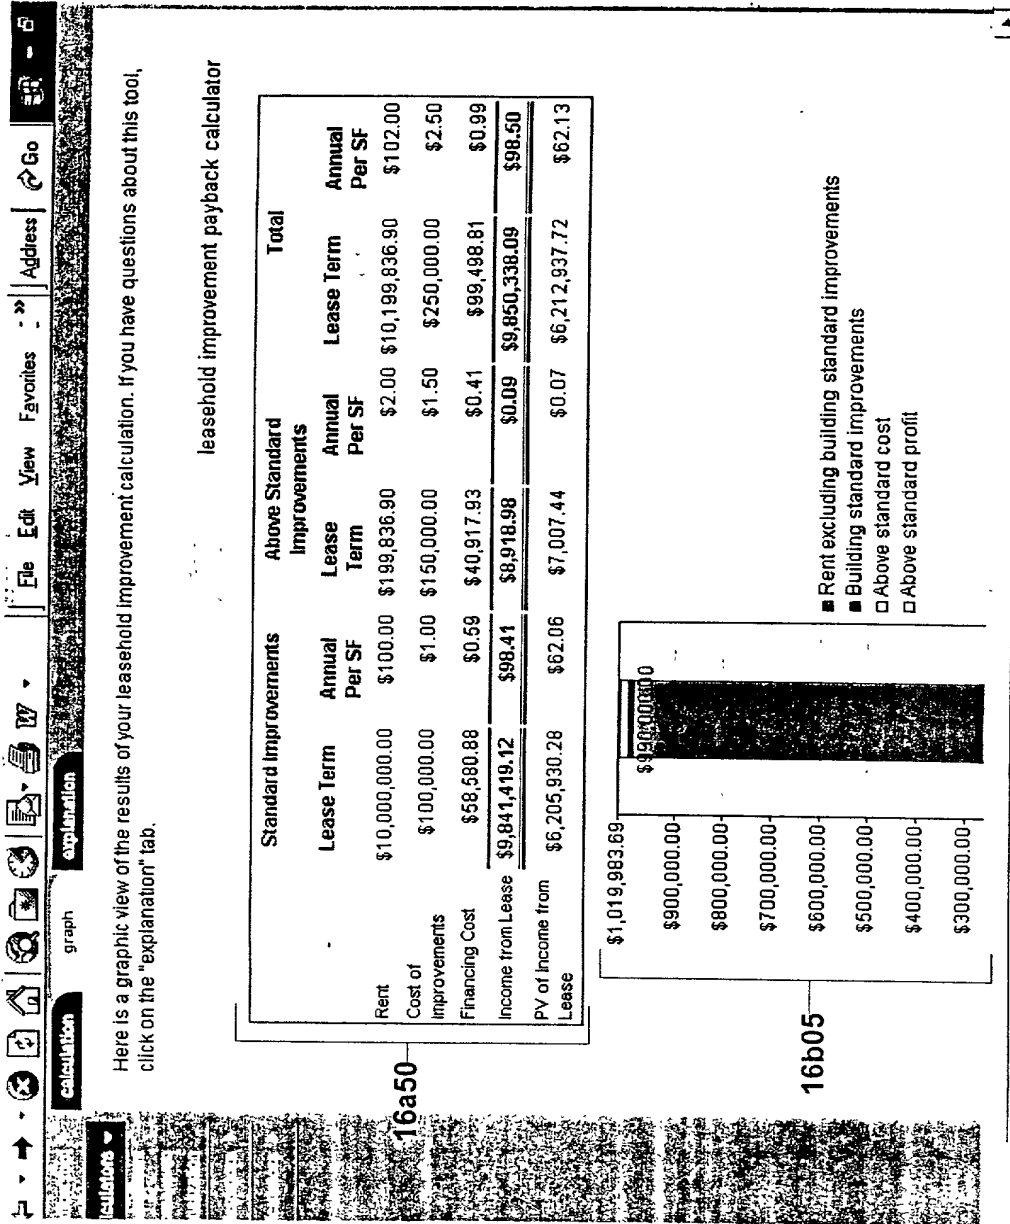 File Edit View Favorites » Address Go
calculation graph explanation
Here is a graphic view of the results of your leasehold improvement calculation. If you have questions about this tool,
click on the "explanation" tab.
leasehold improvement payback calculator
Standard Improvements Above Standard Improvements Total
Lease Term Annual Per SF Lease Term Annual Per SF Lease Term Annual Per SF
Rent $10,000,000.00 $100.00 $199,836.90 $2.00 $10,199,836.90 $102.00
Cost of Improvements $100,000.00 $1.00 $150,000.00 $1.50 $250,000.00 $2.50
Financing Cost $58,580.88 $0.59 $40,917.93 $0.41 $99,498.81 $0.99
Income from Lease $9,841,419.12 $98.41 $8,918.98 $0.09 $9,850,338.09 $98.50
PV of Income from Lease $6,205,930.28 $62.06 $7,007.44 $0.07 $6,212,937.72 $62.13
16a50
$1,019,983.69
$900,000.00
$800,000.00
$700,000.00
$600,000.00
$500,000.00
$400,000.00
$300,000.00
16b05
■ Rent excluding building standard improvements
■ Building standard improvements
□ Above standard cost
□ Above standard profit